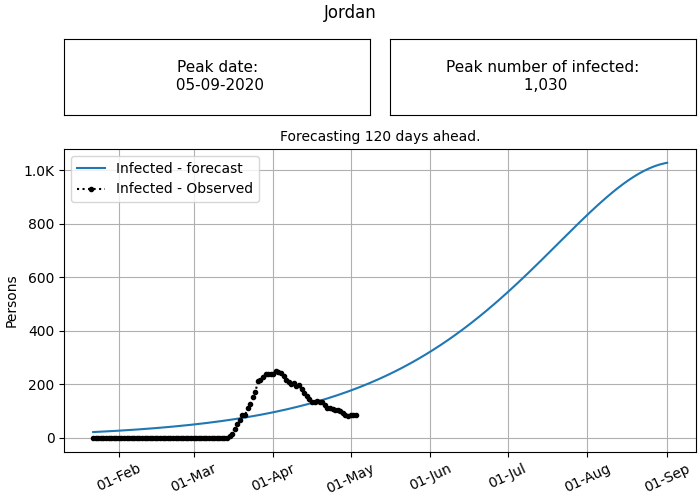 Jordan
Peak date:
05-09-2020
Peak number of infected:
1,030
Forecasting 120 days ahead.
Infected - forecast
Infected - Observed
1.0K
800
600
400
200
0
Persons
01-Feb
01-Mar
01-Apr
01-May
01-Jun
01-Jul
01-Aug
01-Sep